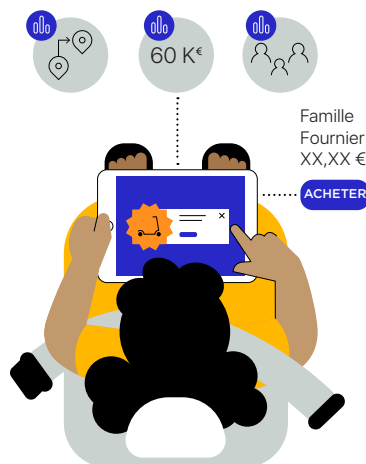 60 K€
Famille
Fournier
XX,XX €
ACHETER